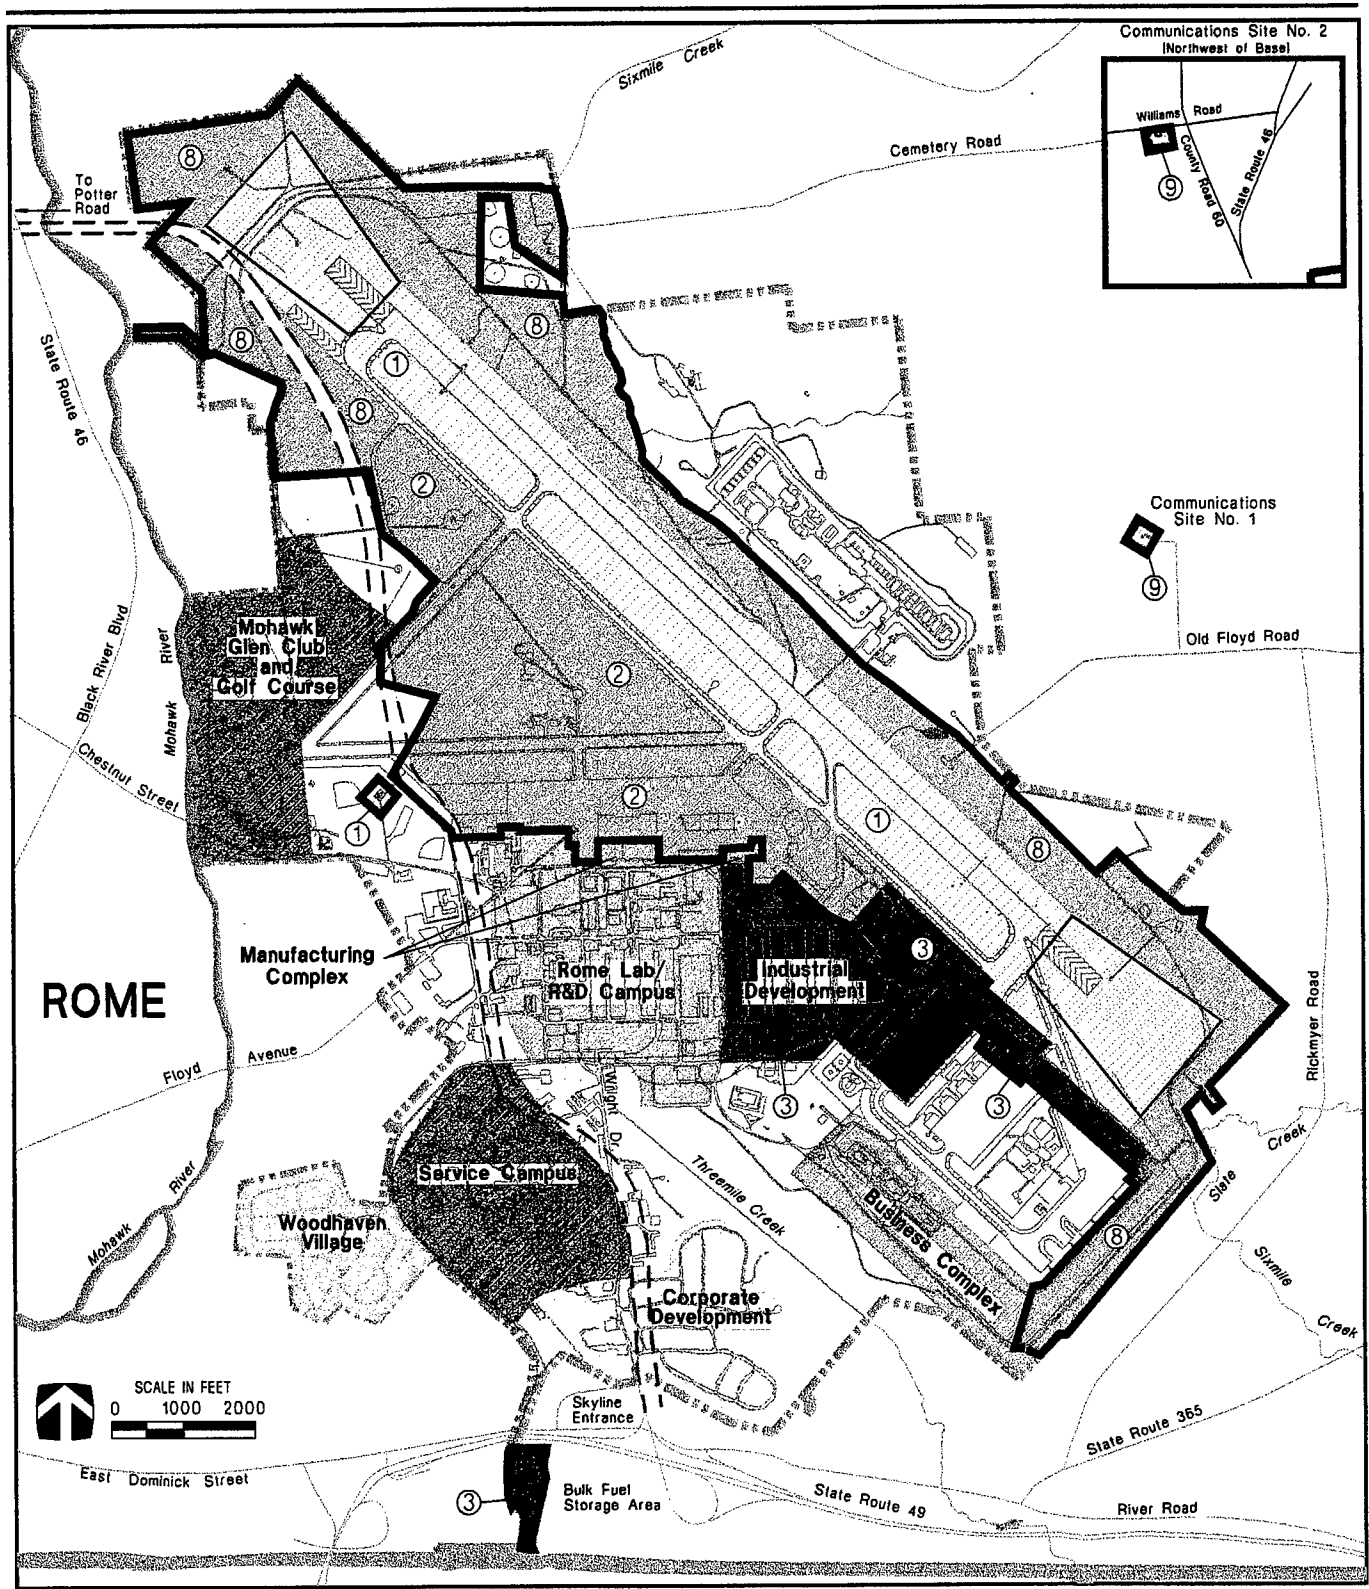 Communications Site No. 2
(Northwest of Base)
Williams Road
County Road 60
State Route 46
⑨
Sixmile Creek
Cemetery Road
To
Potter
Road
⑧
⑧
⑧
⑧
①
②
State Route 46
Communications
Site No. 1
⑨
Old Floyd Road
Black River Blvd
Mohawk River
Mohawk
Glen Club
and
Golf Course
②
Chestnut Street
①
②
①
⑧
Manufacturing
Complex
Rome Lab/
R&D Campus
Industrial
Development
③
ROME
Floyd Avenue
Wright Dr.
③
③
Rickmyer Road
Slate Creek
Service Campus
Threemile Creek
Business Complex
⑧
Woodhaven
Village
Mohawk River
Sixmile Creek
Corporate
Development
SCALE IN FEET
0 1000 2000
Skyline
Entrance
State Route 365
East Dominick Street
③
Bulk Fuel
Storage Area
State Route 49
River Road